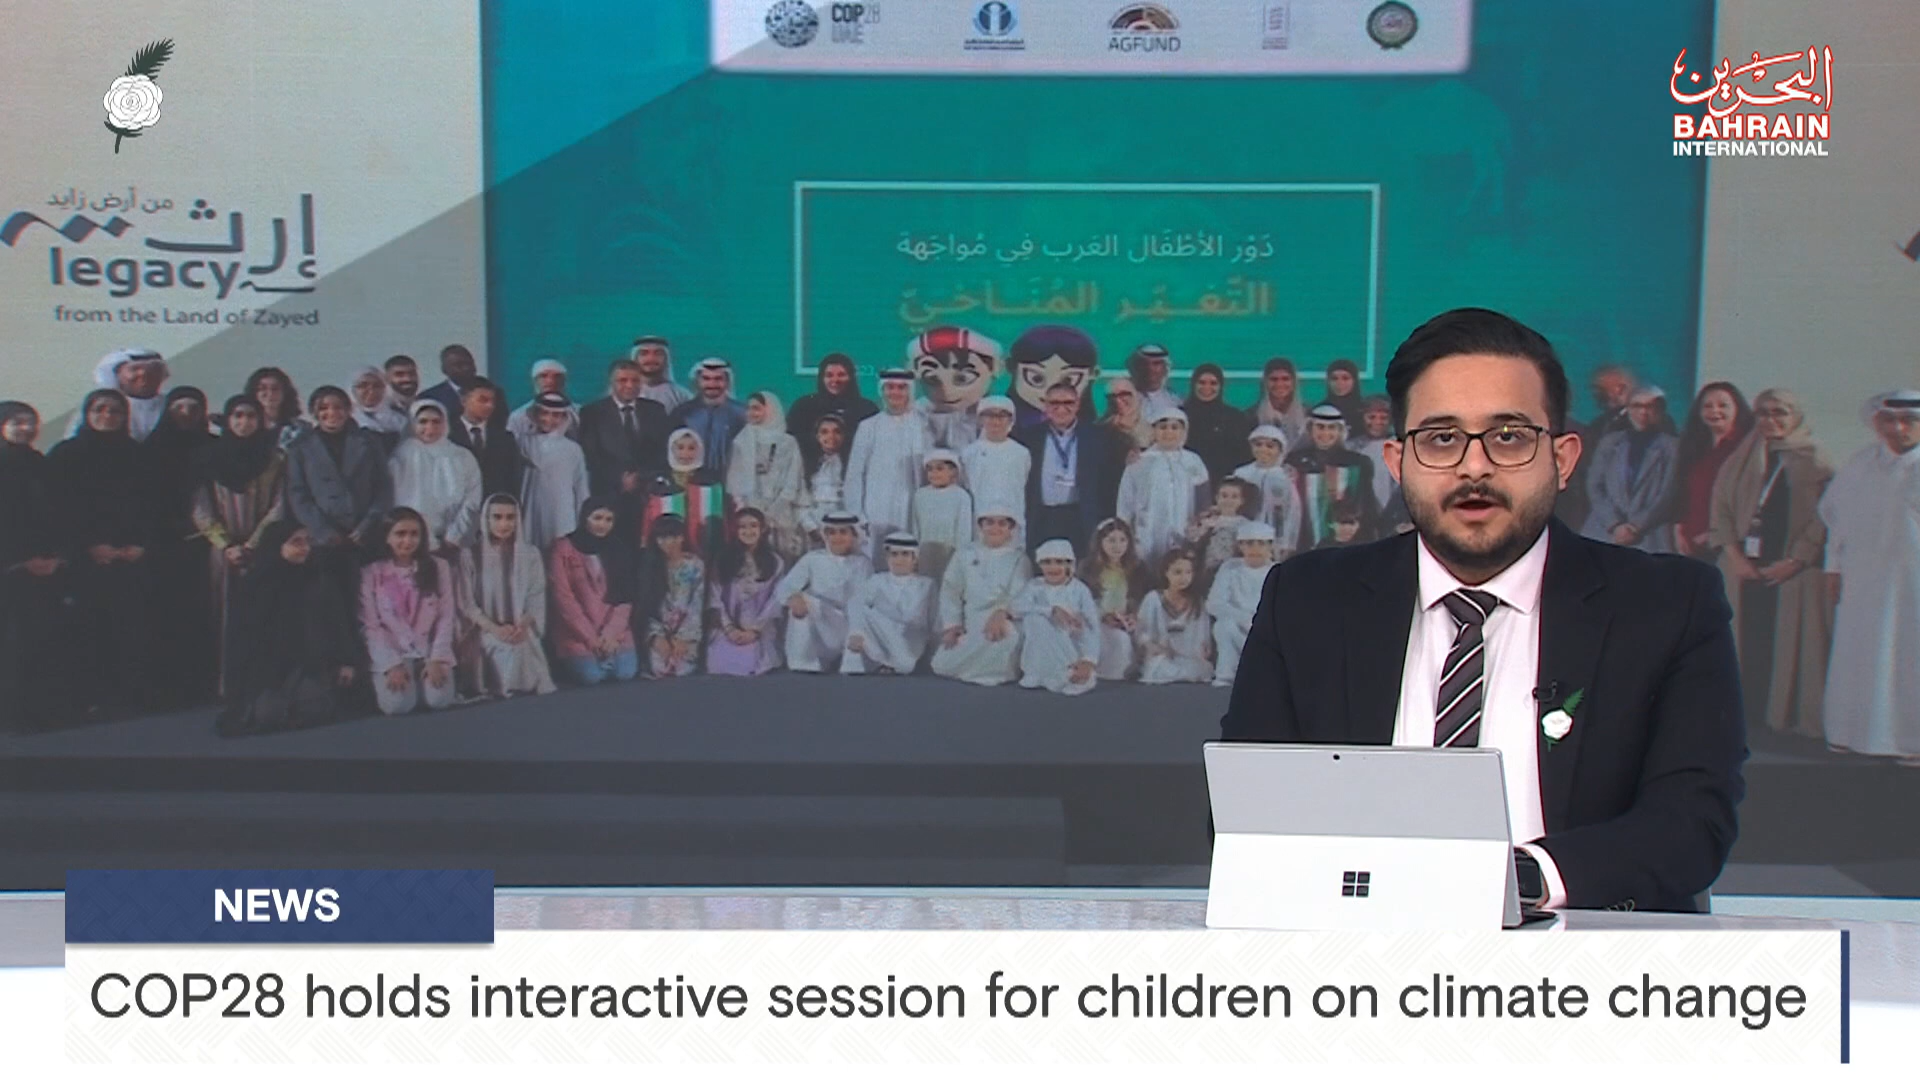 COP28
UAE
AGFUND
البحرين
BAHRAIN
INTERNATIONAL
من أرض زايد
إرث
legacy
from the Land of Zayed
دَوْر الأطْفَال العَرب فِي مُواجَهة
التَّغيّر المُنَاخيّ
NEWS
COP28 holds interactive session for children on climate change